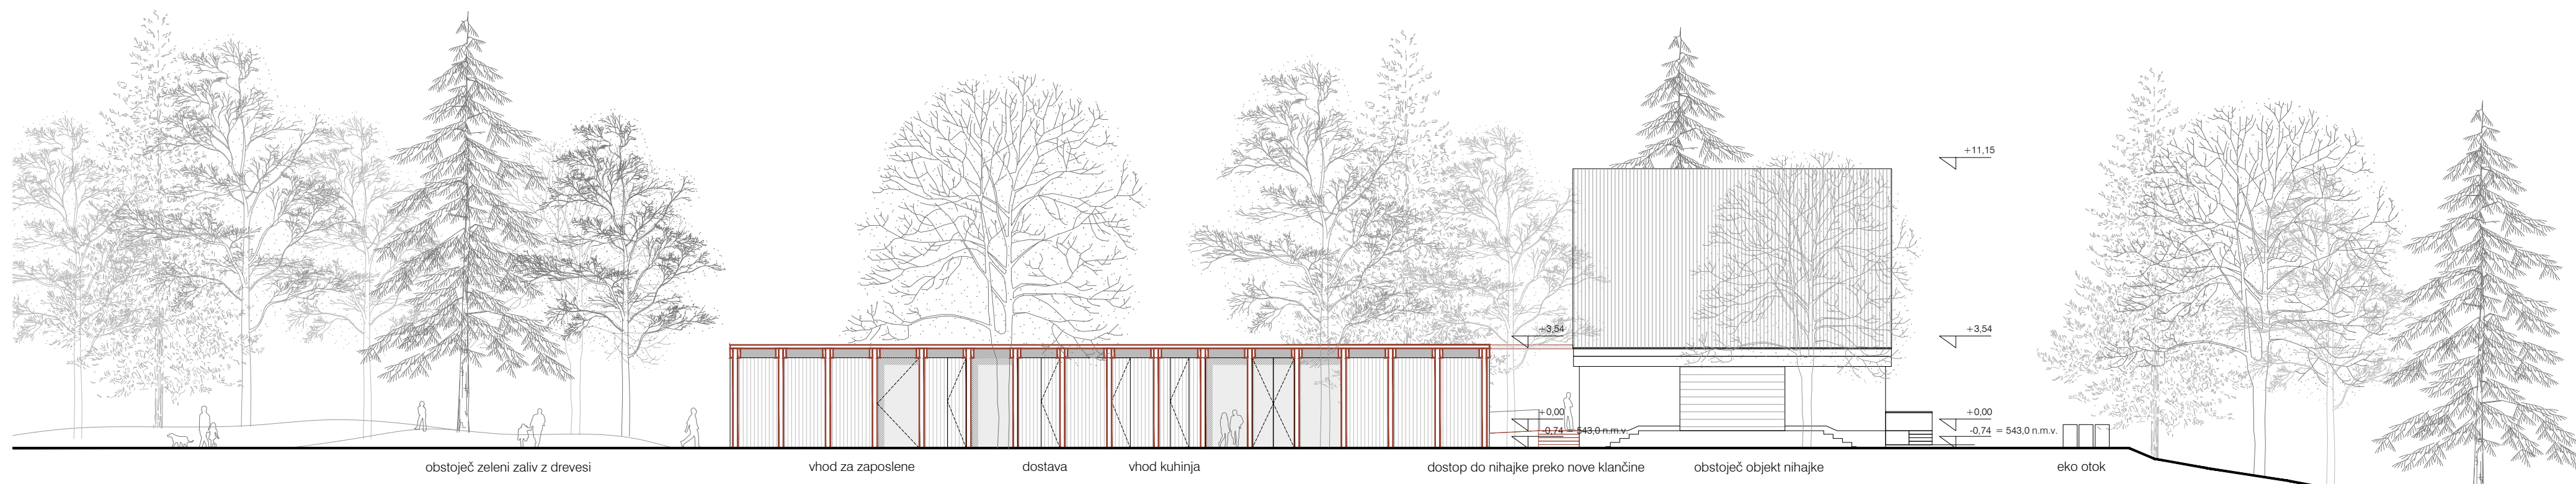 +11,15
+3,54
+3,54
+0,00
+0,00
-0,74 = 543,0 n.m.v.
-0,74 = 543,0 n.m.v.
obstoječ zeleni zaliv z drevesi
vhod za zaposlene
dostava
vhod kuhinja
dostop do nihajke preko nove klančine
obstoječ objekt nihajke
eko otok